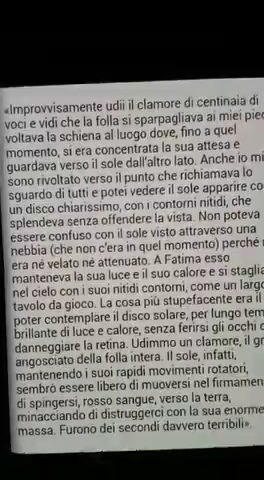 «Improvvisamente udii il clamore di centinaia di
voci e vidi che la folla si sparpagliava ai miei pied
voltava la schiena al luogo dove, fino a quel
momento, si era concentrata la sua attesa e
guardava verso il sole dall'altro lato. Anche io mi
sono rivoltato verso il punto che richiamava lo
sguardo di tutti e potei vedere il sole apparire co
un disco chiarissimo, con i contorni nitidi, che
splendeva senza offendere la vista. Non poteva
essere confuso con il sole visto attraverso una
nebbia (che non c'era in quel momento) perché n
era né velato né attenuato. A Fatima esso
manteneva la sua luce e il suo calore e si stagliav
nel cielo con i suoi nitidi contorni, come un largo
tavolo da gioco. La cosa più stupefacente era il
poter contemplare il disco solare, per lungo tem
brillante di luce e calore, senza ferirsi gli occhi o
danneggiare la retina. Udimmo un clamore, il gri
angosciato della folla intera. Il sole, infatti,
mantenendo i suoi rapidi movimenti rotatori,
sembrò essere libero di muoversi nel firmament
di spingersi, rosso sangue, verso la terra,
minacciando di distruggerci con la sua enorme
massa. Furono dei secondi davvero terribili».